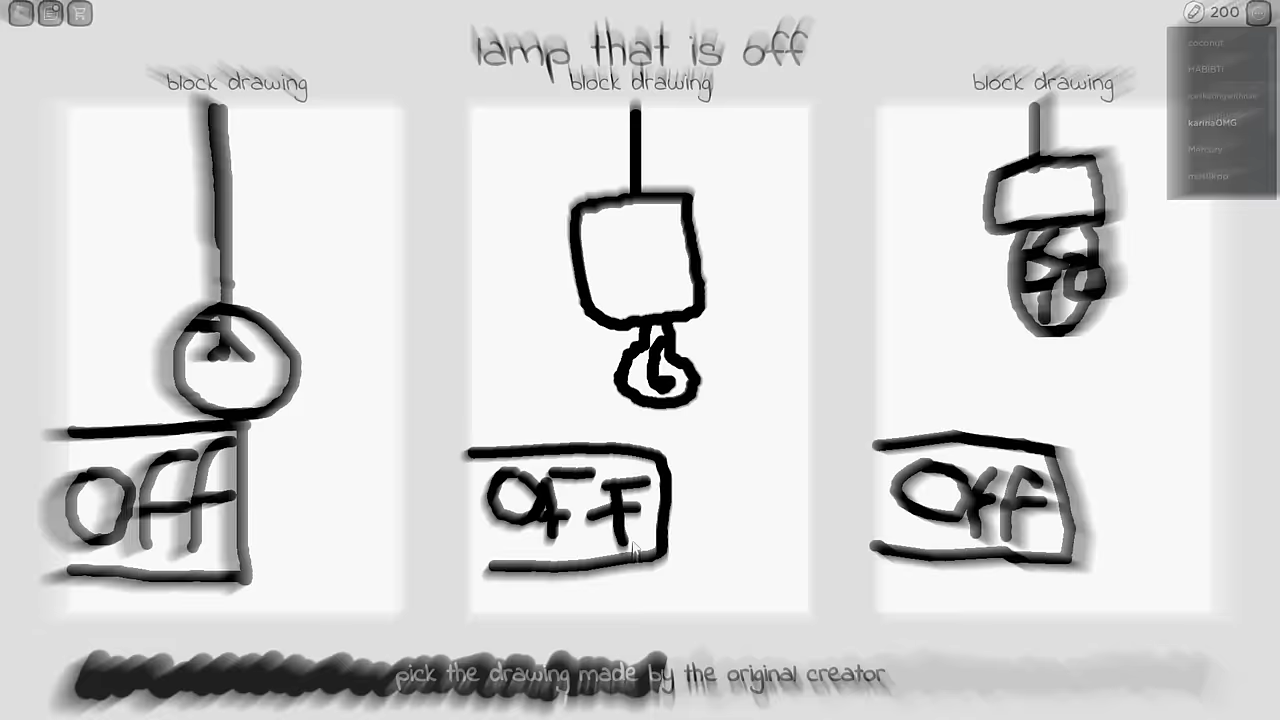 200
lamp that is off
coconut
HABIBTI
karinaOMG
Mercury
block drawing
block drawing
block drawing
Off
OFF
Off
pick the drawing made by the original creator